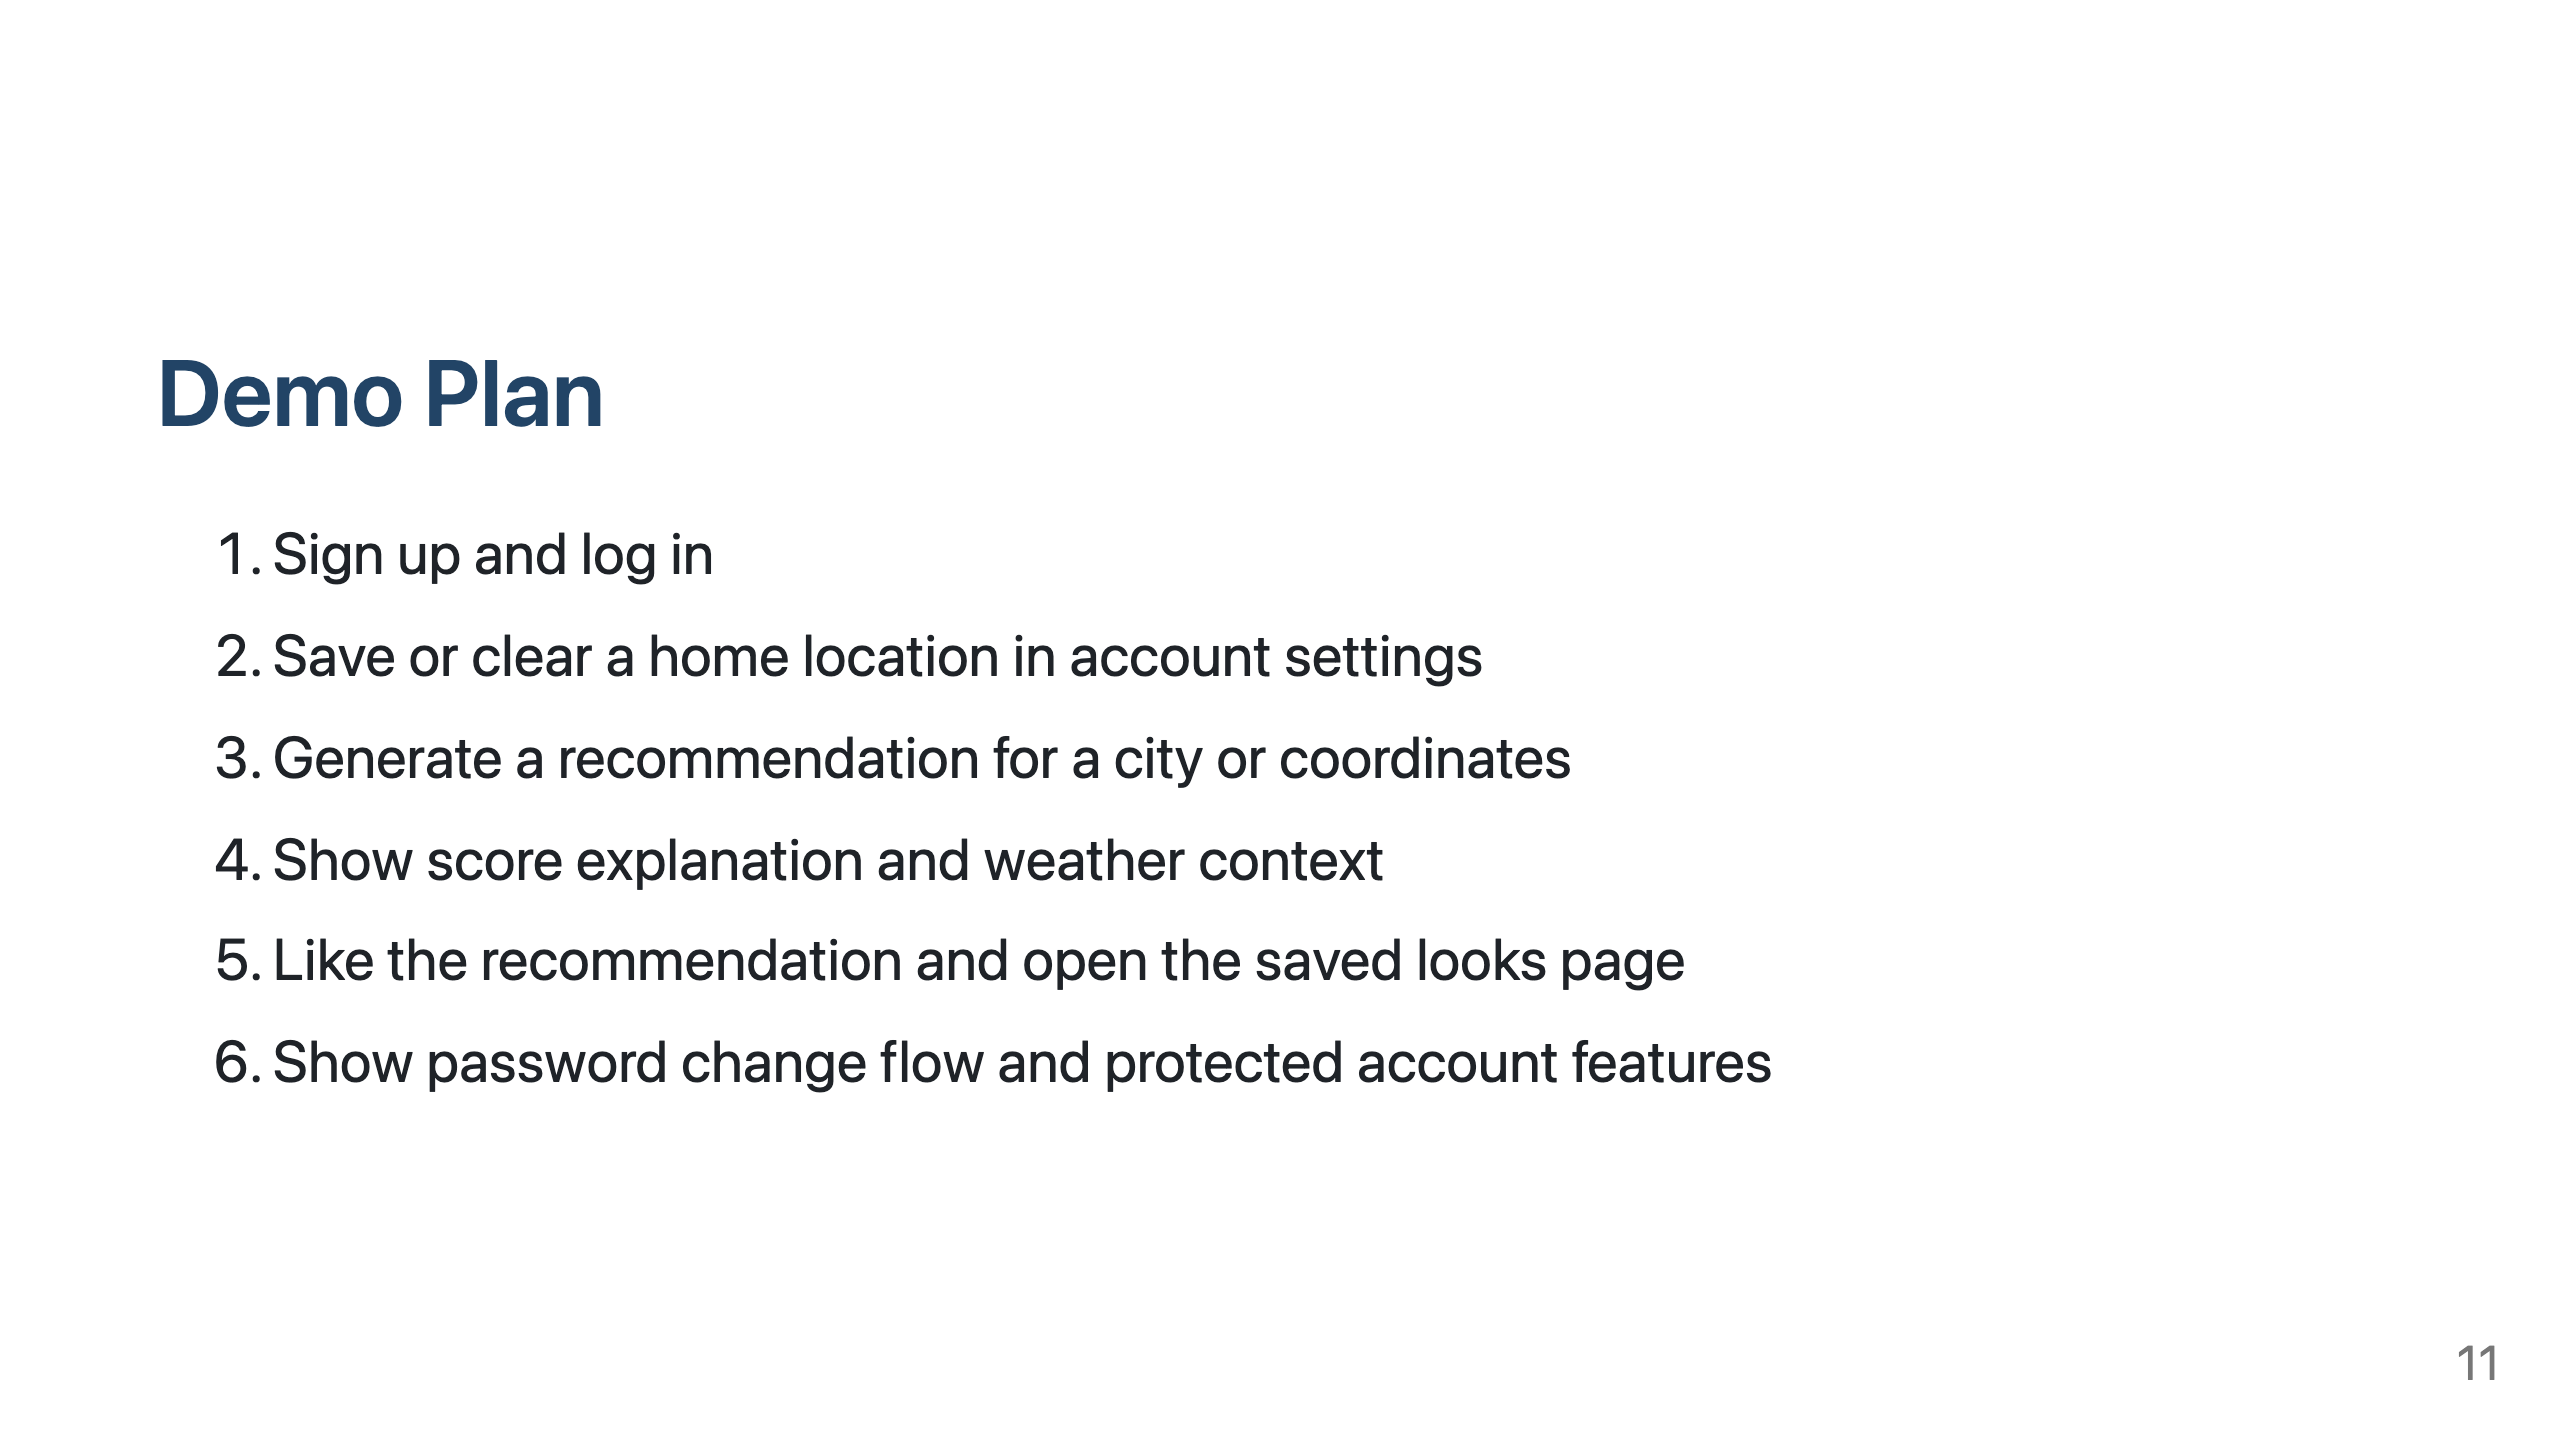 Demo Plan
1. Sign up and log in
2. Save or clear a home location in account settings
3. Generate a recommendation for a city or coordinates
4. Show score explanation and weather context
5. Like the recommendation and open the saved looks page
6. Show password change flow and protected account features
11